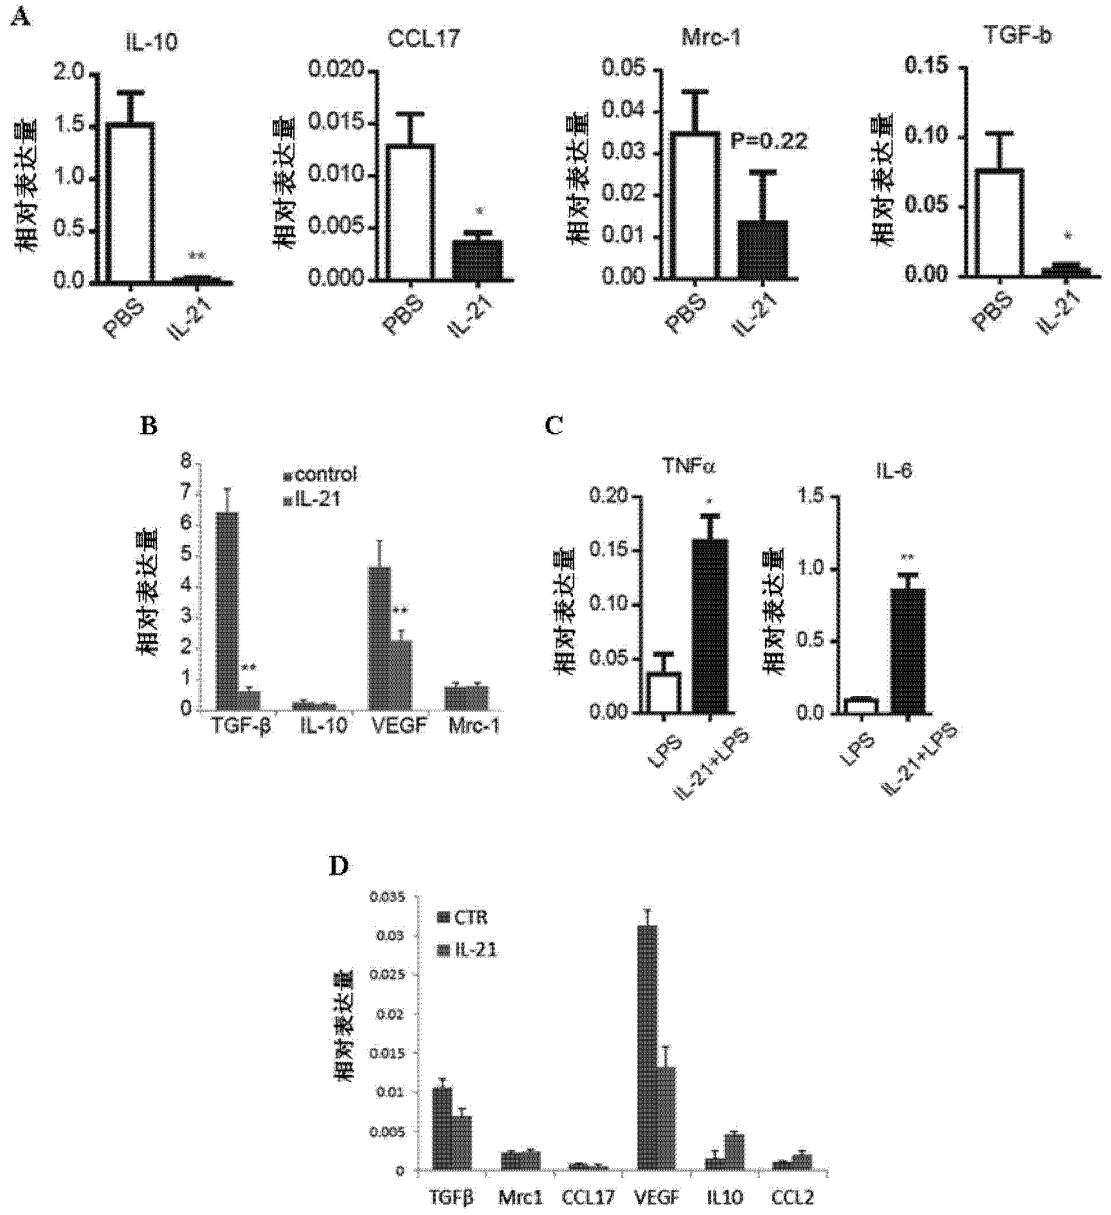 A
IL-10
相对表达量
2.0
1.5
1.0
0.5
0.0
**
PBS
IL-21
CCL17
相对表达量
0.020
0.015
0.010
0.005
0.000
*
PBS
IL-21
Mrc-1
相对表达量
0.05
0.04
0.03
0.02
0.01
0.00
P=0.22
PBS
IL-21
TGF-b
相对表达量
0.15
0.10
0.05
0.00
*
PBS
IL-21
B
相对表达量
8
7
6
5
4
3
2
1
0
control
IL-21
**
**
TGF-β
IL-10
VEGF
Mrc-1
C
TNFα
相对表达量
0.20
0.15
0.10
0.05
0.00
*
LPS
IL-21+LPS
IL-6
相对表达量
1.5
1.0
0.5
0.0
**
LPS
IL-21+LPS
D
相对表达量
0.035
0.03
0.025
0.02
0.015
0.01
0.005
0
CTR
IL-21
TGFβ
Mrc1
CCL17
VEGF
IL10
CCL2